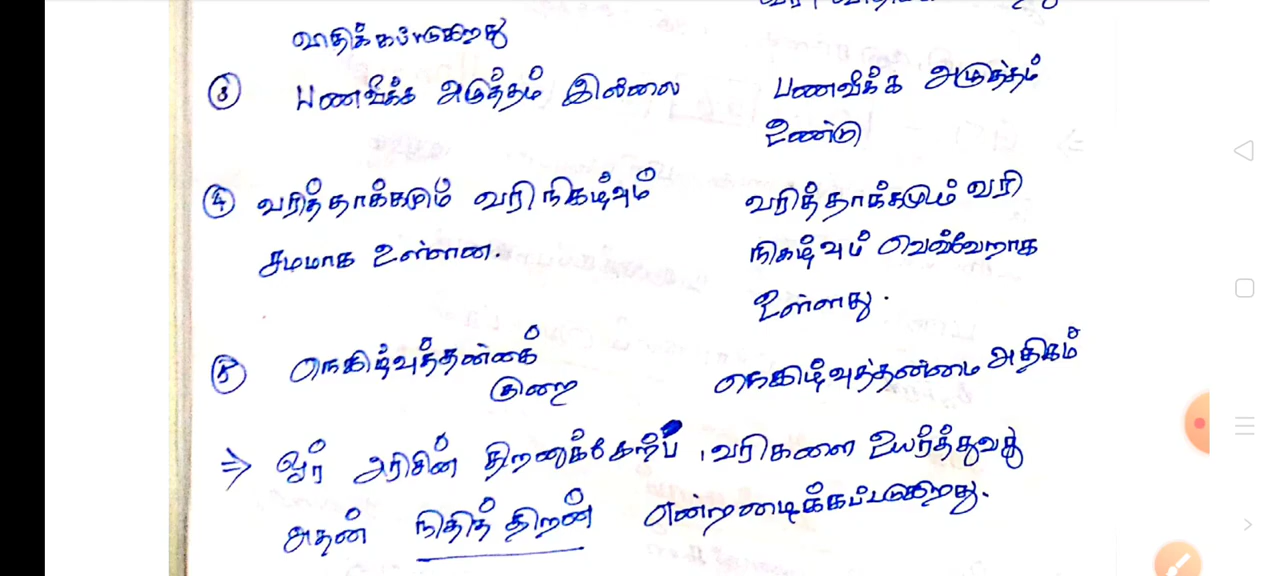 விதிக்கப்படுகிறது
③ பணவீக்க அழுத்தம் இல்லை
பணவீக்க அழுத்தம்
உண்டு
④ வரித்தாக்கமும் வரி நிகழ்வும்
சமமாக உள்ளன.
வரித்தாக்கமும் வரி
நிகழ்வும் வெவ்வேறாக
உள்ளது.
⑤ நெகிழ்வுத்தன்மைக்
குறை
நெகிழ்வுத்தன்மை அதிகம்
⇒ ஓர் அரசின் திறனுக்கேற்ப, வரிகளை உயர்த்துவது
அதன் நிதித் திறன் என்றழைக்கப்படுகிறது.